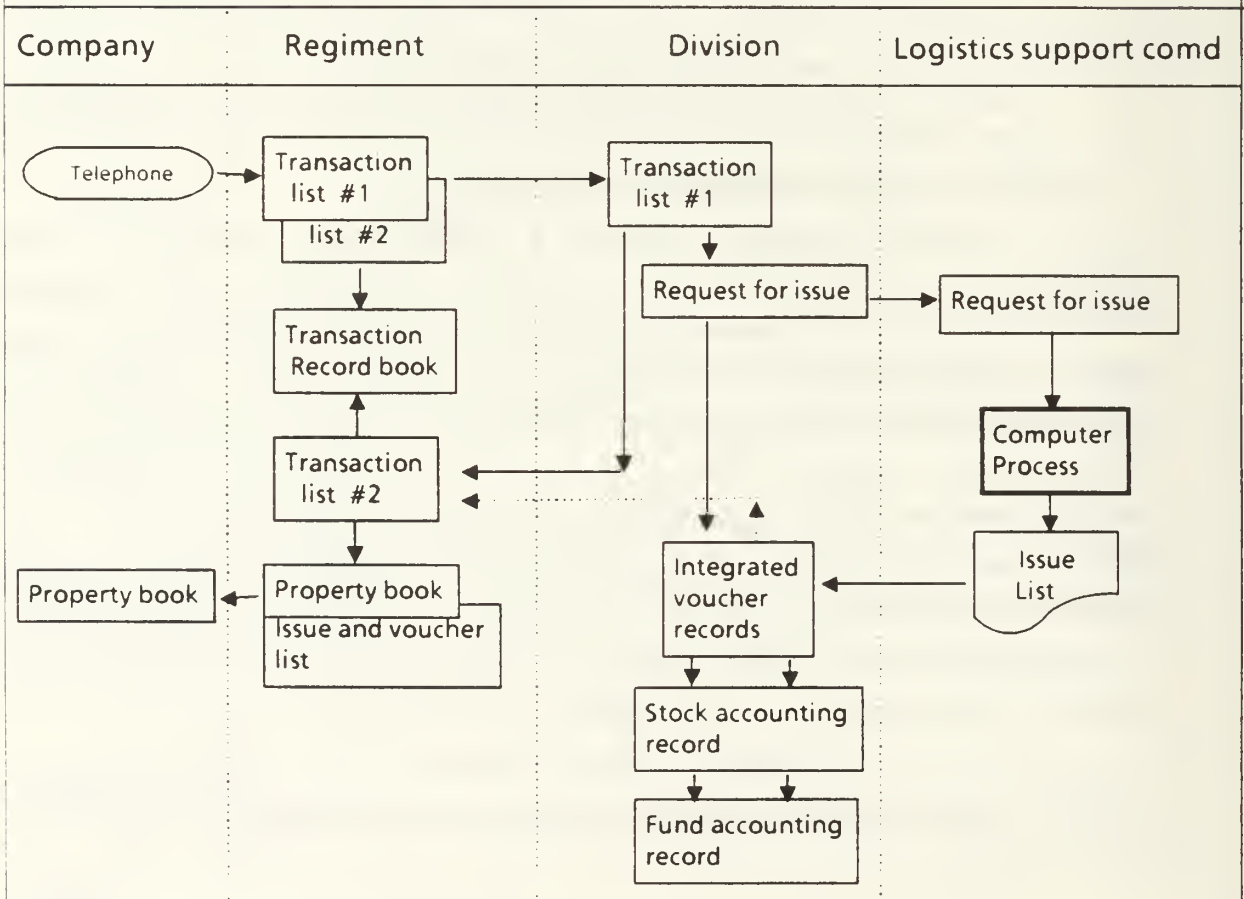 Company
Regiment
Division
Logistics support comd
Telephone
Transaction
list #1
list #2
Transaction
list #1
Request for issue
Request for issue
Transaction
Record book
Computer
Process
Transaction
list #2
Issue
List
Integrated
voucher
records
Property book
Property book
Issue and voucher
list
Stock accounting
record
Fund accounting
record